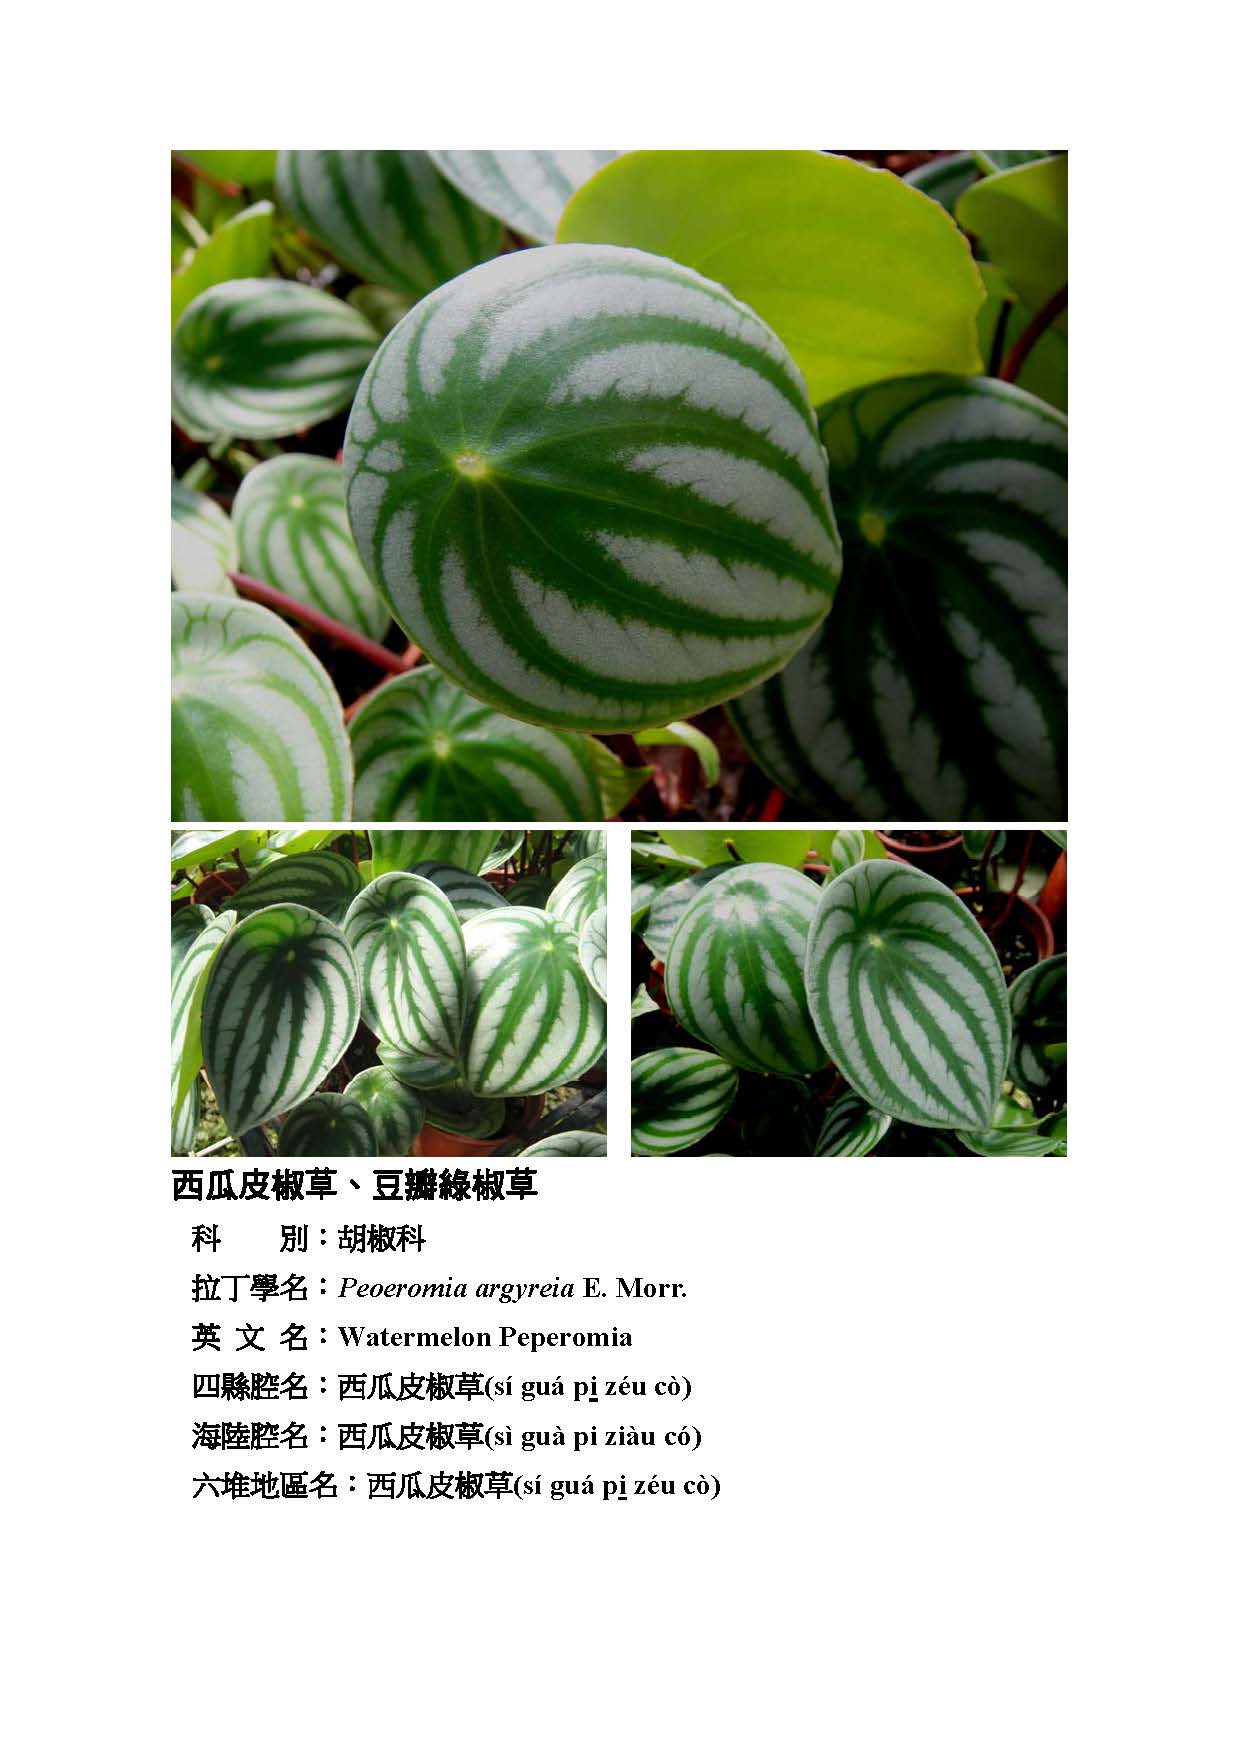 西瓜皮椒草、豆瓣綠椒草
科　　別：胡椒科
拉丁學名：Peoeromia argyreia E. Morr.
英 文 名：Watermelon Peperomia
四縣腔名：西瓜皮椒草(sí guá pi zéu cò)
海陸腔名：西瓜皮椒草(sì guà pi ziàu có)
六堆地區名：西瓜皮椒草(sí guá pi zéu cò)